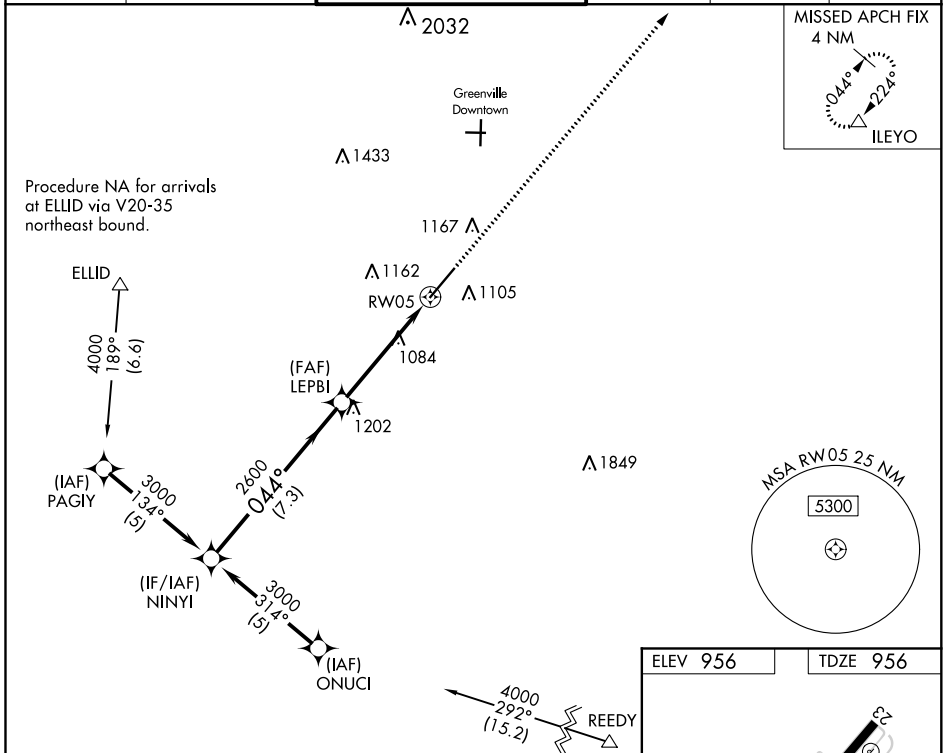 2032
MISSED APCH FIX
4 NM
044°
224°
ILEYO
Greenville
Downtown
1433
Procedure NA for arrivals
at ELLID via V20-35
northeast bound.
1167
ELLID
1162
RW05
1105
4000
189°
(6.6)
1084
(FAF)
LEPBI
1202
2600
044°
(7.3)
1849
(IAF)
PAGIY
3000
134°
(5)
MSA RW05 25 NM
5300
(IF/IAF)
NINYI
3000
314°
(5)
(IAF)
ONUCI
4000
292°
(15.2)
REEDY
ELEV 956
TDZE 956
23